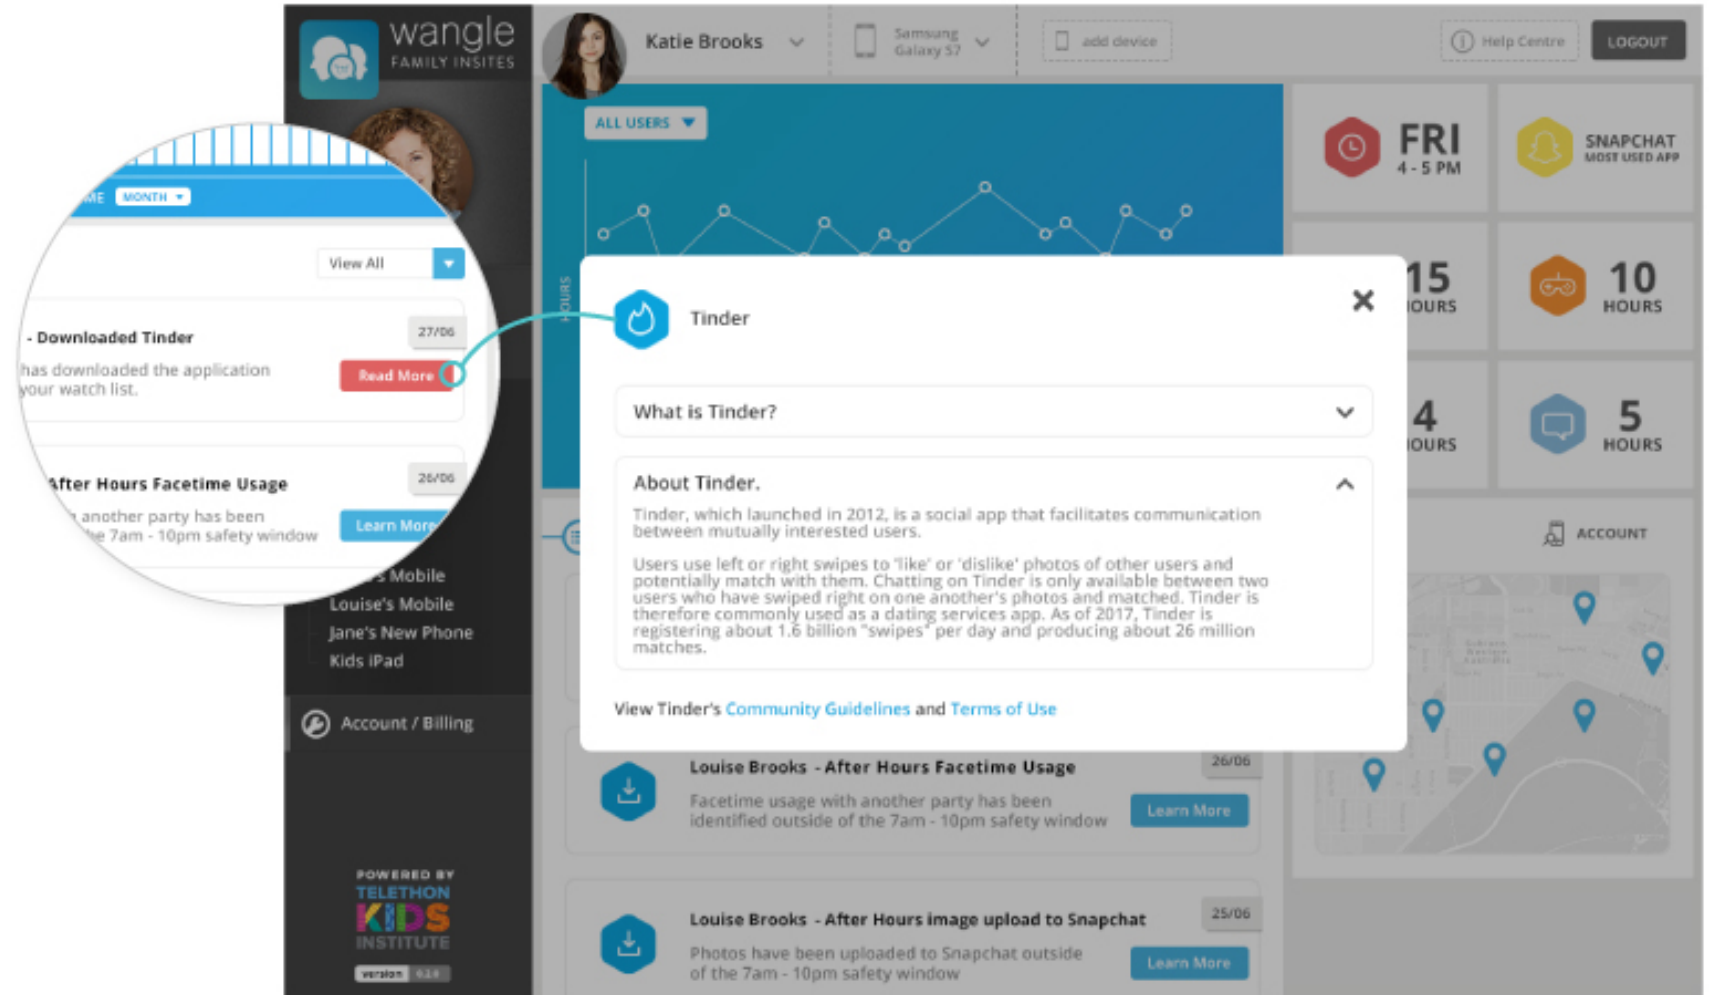 wangle
FAMILY INSITES
Katie Brooks
Samsung
Galaxy S7
add device
Help Centre
LOGOUT
ALL USERS
HOURS
FRI
4 - 5 PM
SNAPCHAT
MOST USED APP
15
HOURS
10
HOURS
4
HOURS
5
HOURS
ACCOUNT
ME
MONTH
View All
- Downloaded Tinder
27/06
has downloaded the application
your watch list.
Read More
After Hours Facetime Usage
26/06
another party has been
the 7am - 10pm safety window
Learn More
Tinder
What is Tinder?
About Tinder.
Tinder, which launched in 2012, is a social app that facilitates communication
between mutually interested users.
Users use left or right swipes to 'like' or 'dislike' photos of other users and
potentially match with them. Chatting on Tinder is only available between two
users who have swiped right on one another's photos and matched. Tinder is
therefore commonly used as a dating services app. As of 2017, Tinder is
registering about 1.6 billion "swipes" per day and producing about 26 million
matches.
View Tinder's Community Guidelines and Terms of Use
Mobile
Louise's Mobile
Jane's New Phone
Kids iPad
Account / Billing
POWERED BY
TELETHON
KIDS
INSTITUTE
version
Louise Brooks - After Hours Facetime Usage
26/06
Facetime usage with another party has been
identified outside of the 7am - 10pm safety window
Learn More
Louise Brooks - After Hours image upload to Snapchat
25/06
Photos have been uploaded to Snapchat outside
of the 7am - 10pm safety window
Learn More